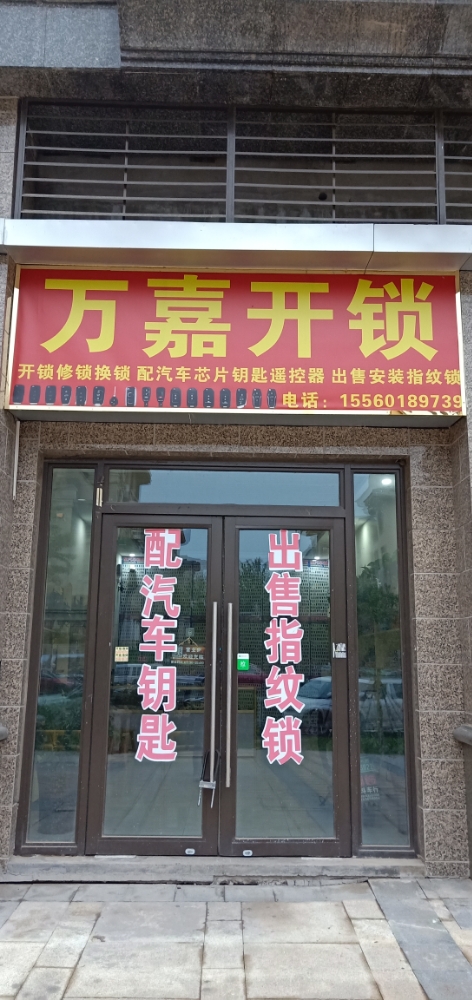 万嘉开锁
开锁修锁换锁 配汽车芯片钥匙遥控器 出售安装指纹锁
电话：15560189739
配汽车钥匙
出售指纹锁